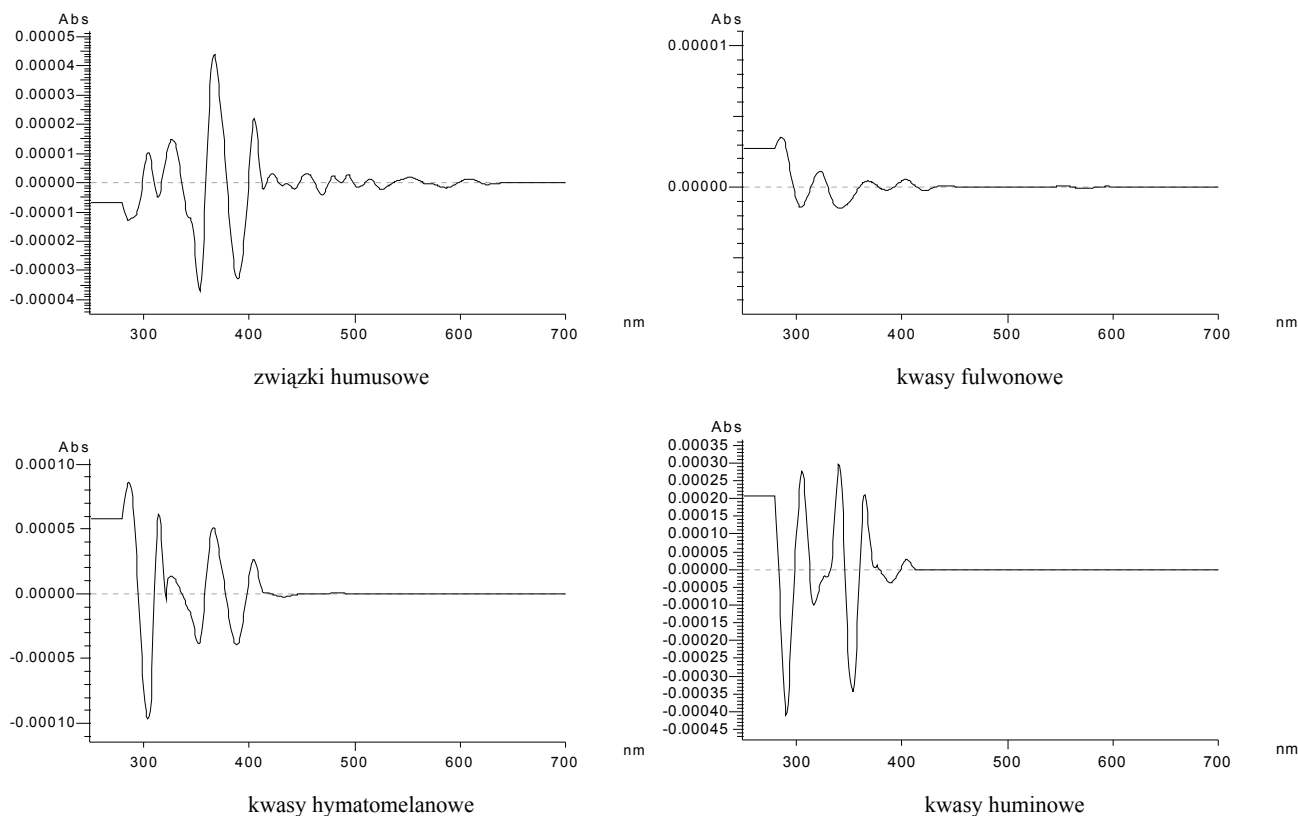 Abs
0.00005
0.00004
0.00003
0.00002
0.00001
0.00000
-0.00001
-0.00002
-0.00003
-0.00004
300 400 500 600 700
nm
związki humusowe
Abs
0.00001
0.00000
300 400 500 600 700
nm
kwasy fulwonowe
Abs
0.00010
0.00005
0.00000
-0.00005
-0.00010
300 400 500 600 700
nm
kwasy hymatomelanowe
Abs
0.00035
0.00030
0.00025
0.00020
0.00010
0.00005
0.00000
-0.00005
-0.00010
-0.00020
-0.00025
-0.00030
-0.00035
-0.00040
-0.00045
300 400 500 600 700
nm
kwasy huminowe